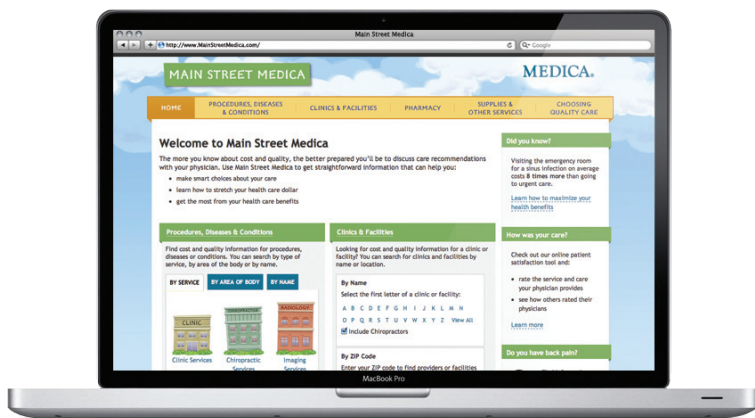 Main Street Medica
http://www.MainStreetMedica.com/
Google
MAIN STREET MEDICA
MEDICA.
HOME
PROCEDURES, DISEASES
& CONDITIONS
CLINICS & FACILITIES
PHARMACY
SUPPLIES &
OTHER SERVICES
CHOOSING
QUALITY CARE
Welcome to Main Street Medica
The more you know about cost and quality, the better prepared you'll be to discuss care recommendations
with your physician. Use Main Street Medica to get straightforward information that can help you:
• make smart choices about your care
• learn how to stretch your health care dollar
• get the most from your health care benefits
Procedures, Diseases & Conditions
Find cost and quality information for procedures,
diseases or conditions. You can search by type of
service, by area of the body or by name.
BY SERVICE
BY AREA OF BODY
BY NAME
CLINIC
CHIROPRACTIC
RADIOLOGY
Clinic Services
Chiropractic
Services
Imaging
Services
Clinics & Facilities
Looking for cost and quality information for a clinic or
facility? You can search for clinics and facilities by
name or location.
By Name
Select the first letter of a clinic or facility:
A B C D E F G H I J K L M N
O P Q R S T U V W X Y Z View All
Include Chiropractors
By ZIP Code
Enter your ZIP code to find providers or facilities
Did you know?
Visiting the emergency room
for a sinus infection on average
costs 8 times more than going
to urgent care.
Learn how to maximize your
health benefits
How was your care?
Check out our online patient
satisfaction tool and:
• rate the service and care
your physician provides
• see how others rated their
physicians
Learn more
Do you have back pain?
MacBook Pro